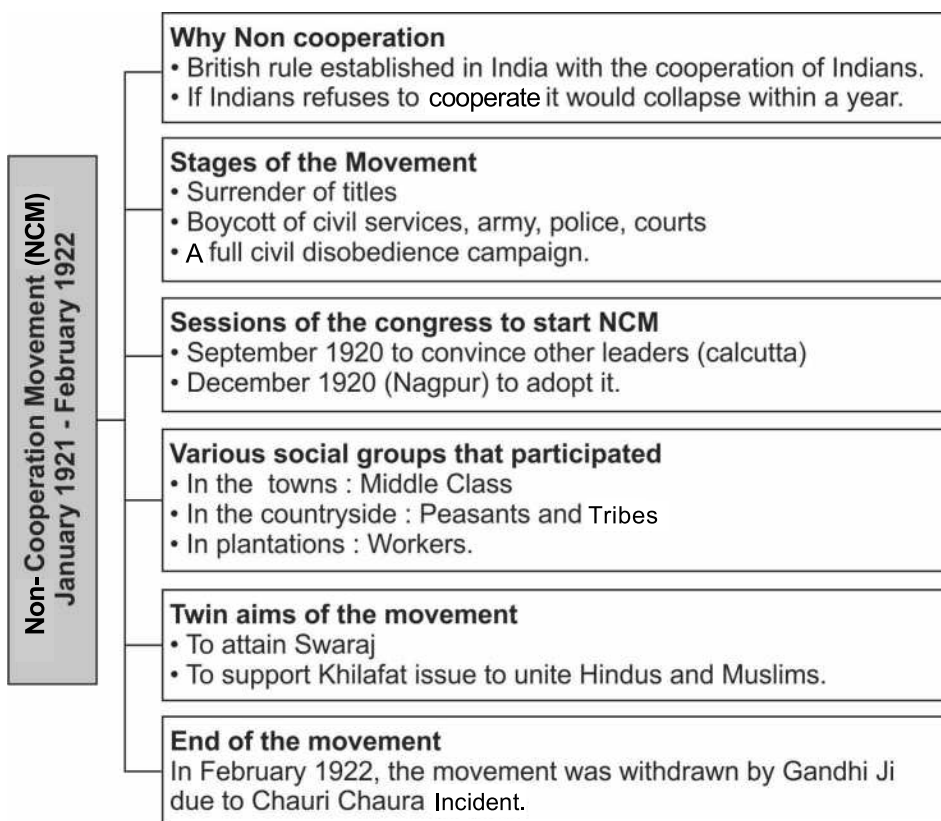 Non-Cooperation Movement (NCM)
January 1921 - February 1922
Why Non cooperation
• British rule established in India with the cooperation of Indians.
• If Indians refuses to cooperate it would collapse within a year.
Stages of the Movement
• Surrender of titles
• Boycott of civil services, army, police, courts
• A full civil disobedience campaign.
Sessions of the congress to start NCM
• September 1920 to convince other leaders (calcutta)
• December 1920 (Nagpur) to adopt it.
Various social groups that participated
• In the towns : Middle Class
• In the countryside : Peasants and Tribes
• In plantations : Workers.
Twin aims of the movement
• To attain Swaraj
• To support Khilafat issue to unite Hindus and Muslims.
End of the movement
In February 1922, the movement was withdrawn by Gandhi Ji
due to Chauri Chaura Incident.